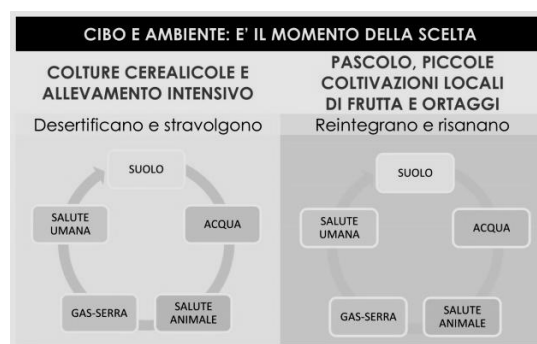 CIBO E AMBIENTE: E' IL MOMENTO DELLA SCELTA
COLTURE CEREALICOLE E
ALLEVAMENTO INTENSIVO
Desertificano e stravolgono
SUOLO
ACQUA
SALUTE
ANIMALE
GAS-SERRA
SALUTE
UMANA
PASCOLO, PICCOLE
COLTIVAZIONI LOCALI
DI FRUTTA E ORTAGGI
Reintegrano e risanano
SUOLO
ACQUA
SALUTE
ANIMALE
GAS-SERRA
SALUTE
UMANA